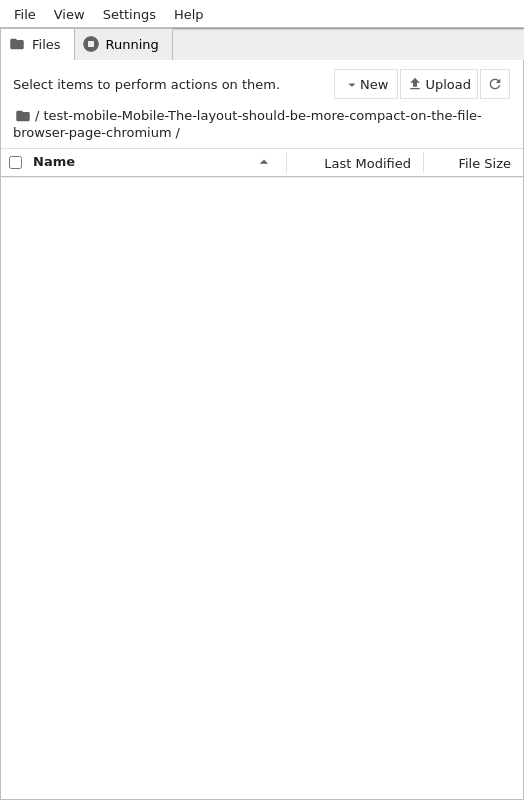 File View Settings Help
Files Running
Select items to perform actions on them. New Upload
/ test-mobile-Mobile-The-layout-should-be-more-compact-on-the-file-
browser-page-chromium /
Name Last Modified File Size